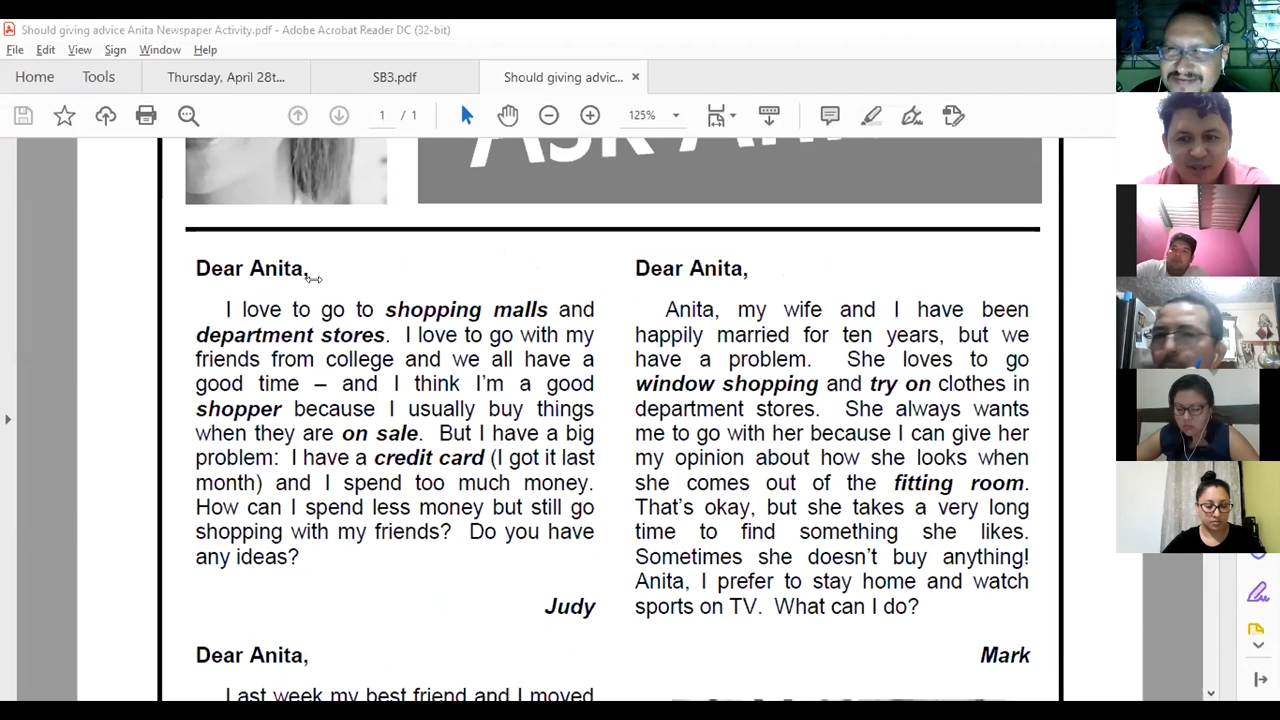 Should giving advice Anita Newspaper Activity.pdf - Adobe Acrobat Reader DC (32-bit)
File Edit View Sign Window Help
Home Tools Thursday, April 28t... SB3.pdf Should giving advic... ×
1 / 1 125%
Dear Anita,
I love to go to shopping malls and
department stores. I love to go with my
friends from college and we all have a
good time – and I think I'm a good
shopper because I usually buy things
when they are on sale. But I have a big
problem: I have a credit card (I got it last
month) and I spend too much money.
How can I spend less money but still go
shopping with my friends? Do you have
any ideas?
Judy
Dear Anita,
Last week my best friend and I moved
Dear Anita,
Anita, my wife and I have been
happily married for ten years, but we
have a problem. She loves to go
window shopping and try on clothes in
department stores. She always wants
me to go with her because I can give her
my opinion about how she looks when
she comes out of the fitting room.
That's okay, but she takes a very long
time to find something she likes.
Sometimes she doesn't buy anything!
Anita, I prefer to stay home and watch
sports on TV. What can I do?
Mark